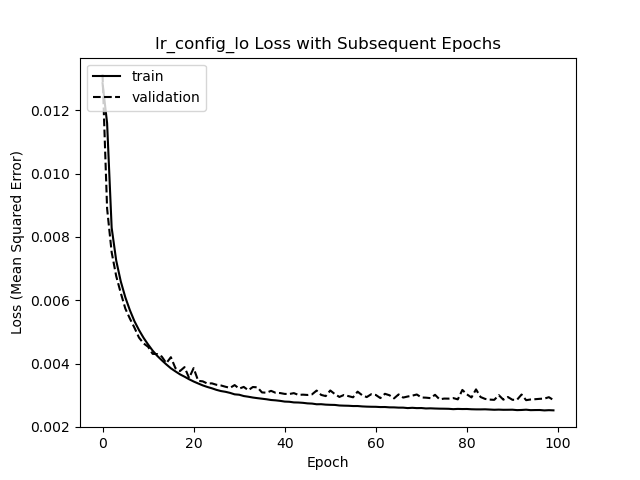 lr_config_lo Loss with Subsequent Epochs
train
validation
0.012
0.010
0.008
0.006
0.004
0.002
Loss (Mean Squared Error)
0 20 40 60 80 100
Epoch